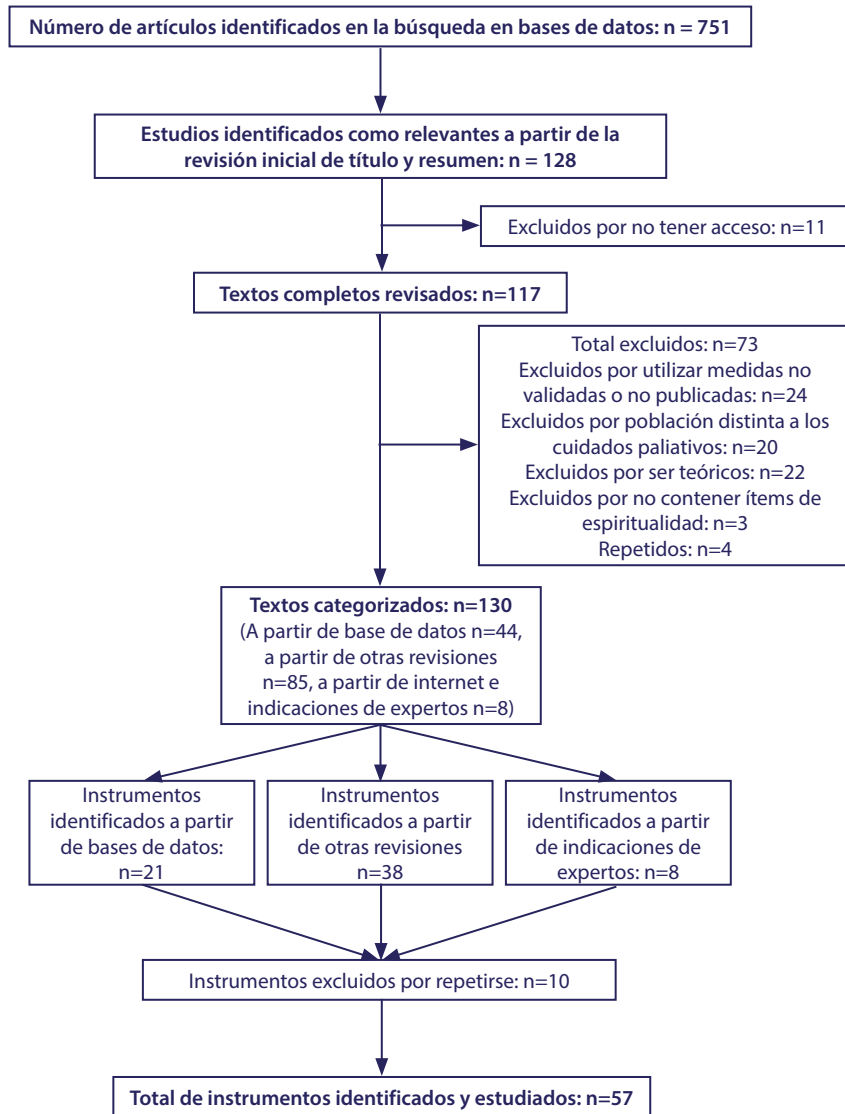 Número de artículos identificados en la búsqueda en bases de datos: n = 751
Estudios identificados como relevantes a partir de la
revisión inicial de título y resumen: n = 128
Excluidos por no tener acceso: n=11
Textos completos revisados: n=117
Total excluidos: n=73
Excluidos por utilizar medidas no
validadas o no publicadas: n=24
Excluidos por población distinta a los
cuidados paliativos: n=20
Excluidos por ser teóricos: n=22
Excluidos por no contener ítems de
espiritualidad: n=3
Repetidos: n=4
Textos categorizados: n=130
(A partir de base de datos n=44,
a partir de otras revisiones
n=85, a partir de internet e
indicaciones de expertos n=8)
Instrumentos
identificados a partir
de bases de datos:
n=21
Instrumentos
identificados a partir
de otras revisiones
n=38
Instrumentos
identificados a partir
de indicaciones de
expertos: n=8
Instrumentos excluidos por repetirse: n=10
Total de instrumentos identificados y estudiados: n=57